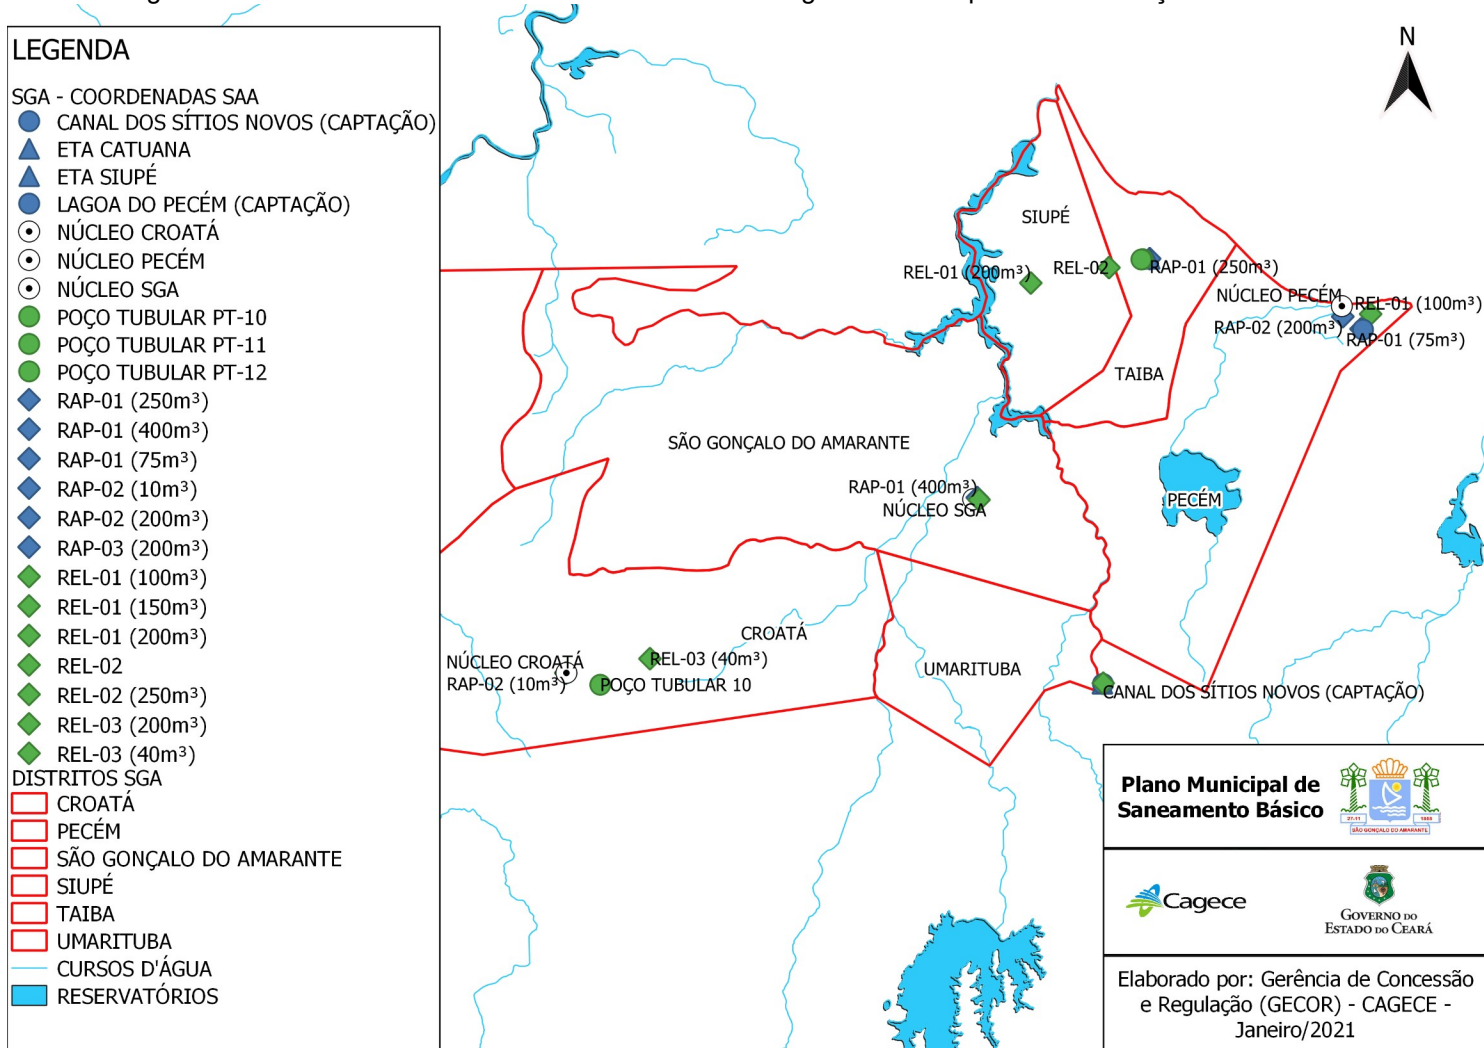 LEGENDA
SGA - COORDENADAS SAA
CANAL DOS SÍTIOS NOVOS (CAPTAÇÃO)
ETA CATUANA
ETA SIUPÉ
LAGOA DO PECÉM (CAPTAÇÃO)
NÚCLEO CROATÁ
NÚCLEO PECÉM
NÚCLEO SGA
POÇO TUBULAR PT-10
POÇO TUBULAR PT-11
POÇO TUBULAR PT-12
RAP-01 (250m³)
RAP-01 (400m³)
RAP-01 (75m³)
RAP-02 (10m³)
RAP-02 (200m³)
RAP-03 (200m³)
REL-01 (100m³)
REL-01 (150m³)
REL-01 (200m³)
REL-02
REL-02 (250m³)
REL-03 (200m³)
REL-03 (40m³)
DISTRITOS SGA
CROATÁ
PECÉM
SÃO GONÇALO DO AMARANTE
SIUPÉ
TAIBA
UMARITUBA
CURSOS D'ÁGUA
RESERVATÓRIOS
N
SIUPÉ
REL-01 (200m³)
REL-02
RAP-01 (250m³)
NÚCLEO PECÉM
REL-01 (100m³)
RAP-02 (200m³)
RAP-01 (75m³)
TAIBA
SÃO GONÇALO DO AMARANTE
RAP-01 (400m³)
NÚCLEO SGA
PECÉM
CROATÁ
NÚCLEO CROATÁ
REL-03 (40m³)
RAP-02 (10m³)
POÇO TUBULAR 10
UMARITUBA
CANAL DOS SÍTIOS NOVOS (CAPTAÇÃO)
Plano Municipal de
Saneamento Básico
SÃO GONÇALO DO AMARANTE
Cagece
GOVERNO DO
ESTADO DO CEARÁ
Elaborado por: Gerência de Concessão
e Regulação (GECOR) - CAGECE -
Janeiro/2021